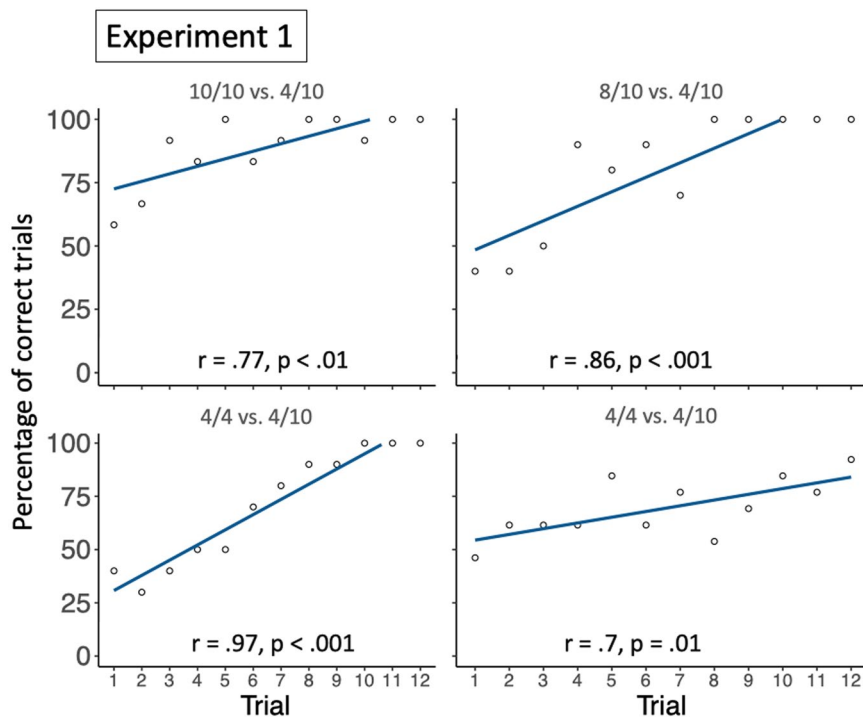 Experiment 1
10/10 vs. 4/10
8/10 vs. 4/10
Percentage of correct trials
100
75
50
25
0
r = .77, p < .01
r = .86, p < .001
4/4 vs. 4/10
4/4 vs. 4/10
100
75
50
25
0
r = .97, p < .001
r = .7, p = .01
1 2 3 4 5 6 7 8 9 10 11 12
1 2 3 4 5 6 7 8 9 10 11 12
Trial
Trial